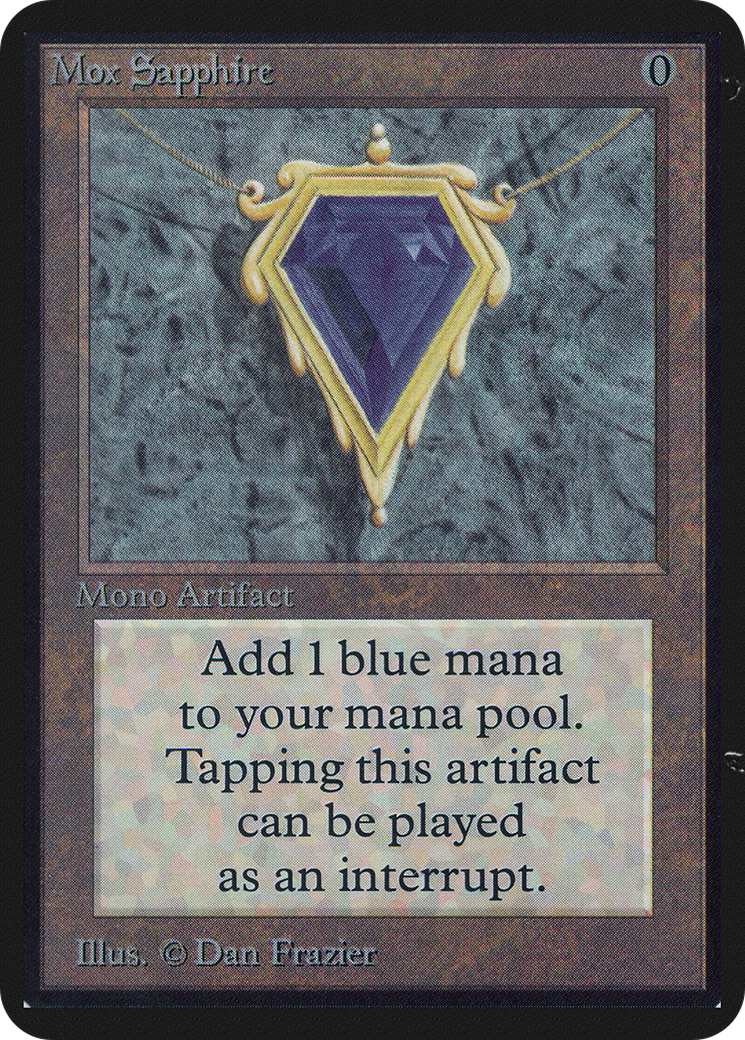 Mox Sapphire 0
Mono Artifact
Add 1 blue mana
to your mana pool.
Tapping this artifact
can be played
as an interrupt.
Illus. © Dan Frazier